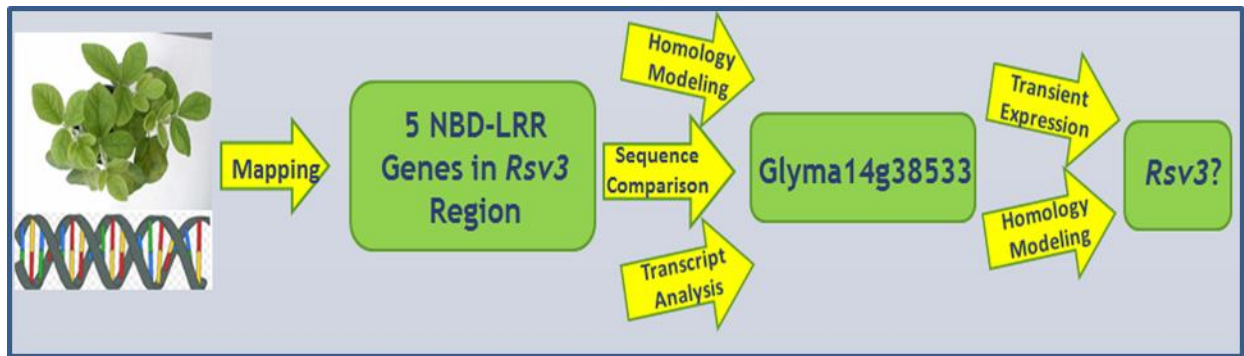 Mapping
5 NBD-LRR
Genes in Rsv3
Region
Homology
Modeling
Sequence
Comparison
Transcript
Analysis
Glyma14g38533
Transient
Expression
Homology
Modeling
Rsv3?